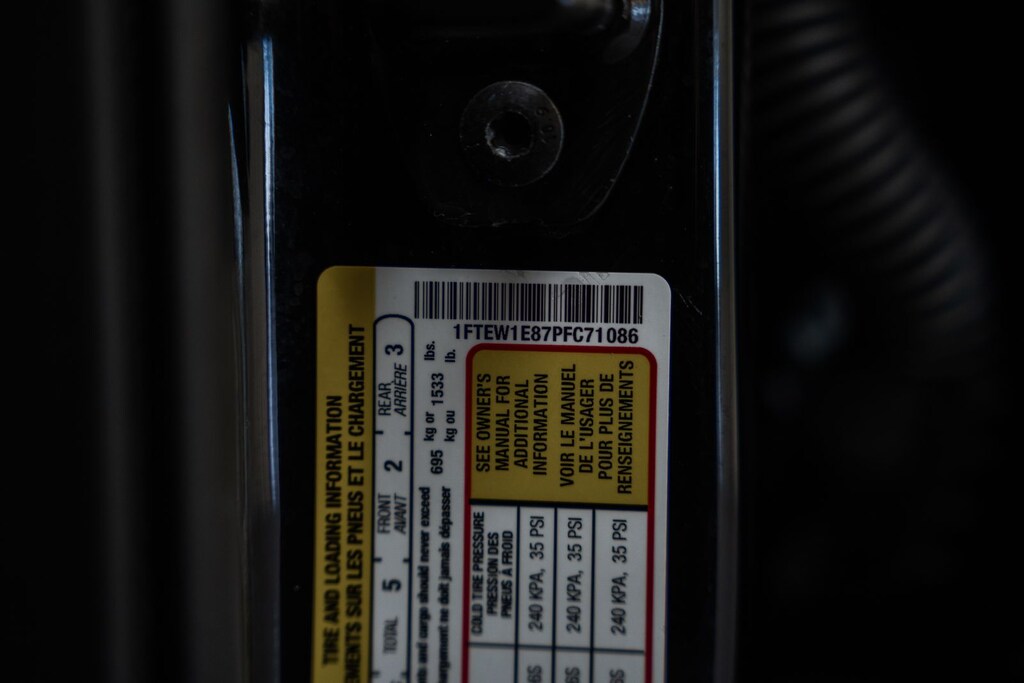 1FTEW1E87PFC71086
TIRE AND LOADING INFORMATION
SUR LES PNEUS ET LE CHARGEMENT
TOTAL 5 FRONT 2 REAR 3
AVANT ARRIÈRE
and cargo should never exceed 695 kg or 1533 lbs.
ne doit jamais dépasser kg ou lb.
COLD TIRE PRESSURE
PRESSION DES
PNEUS À FROID
240 KPA, 35 PSI
240 KPA, 35 PSI
240 KPA, 35 PSI
SEE OWNER'S
MANUAL FOR
ADDITIONAL
INFORMATION
VOIR LE MANUEL
DE L'USAGER
POUR PLUS DE
RENSEIGNEMENTS